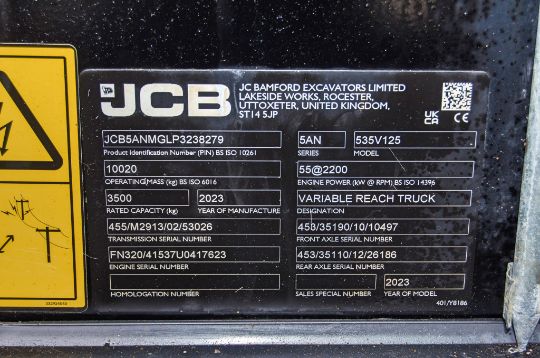 JCB
JC BAMFORD EXCAVATORS LIMITED
LAKESIDE WORKS, ROCESTER,
UTTOXETER, UNITED KINGDOM,
ST14 5JP
UK
CA
JCB5ANMGLP3238279
Product Identification Number (PIN) BS ISO 10261
5AN
SERIES
535V125
MODEL
10020
OPERATING MASS (kg) BS ISO 6016
55@2200
ENGINE POWER (kW @ RPM) BS ISO 14396
3500
RATED CAPACITY (kg)
2023
YEAR OF MANUFACTURE
VARIABLE REACH TRUCK
DESIGNATION
455/M2913/02/53026
TRANSMISSION SERIAL NUMBER
458/35190/10/10497
FRONT AXLE SERIAL NUMBER
FN320/41537U0417623
ENGINE SERIAL NUMBER
453/35110/12/26186
REAR AXLE SERIAL NUMBER
HOMOLOGATION NUMBER
SALES SPECIAL NUMBER
2023
YEAR OF MODEL
401/Y8186